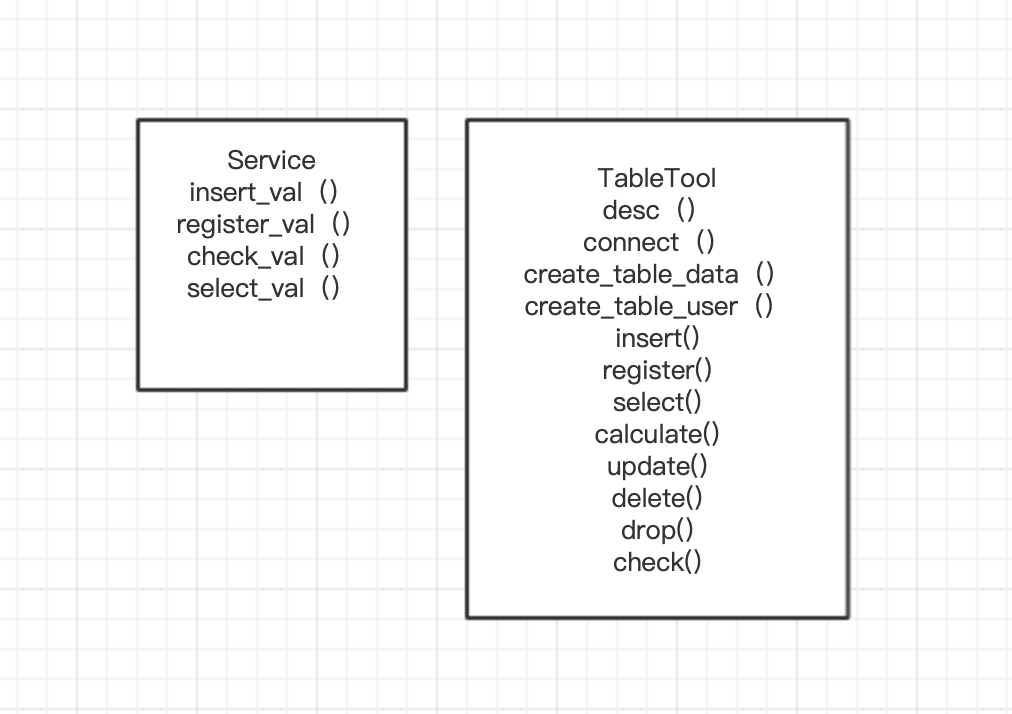 Service
insert_val（）
register_val（）
check_val（）
select_val（）
TableTool
desc（）
connect（）
create_table_data（）
create_table_user（）
insert()
register()
select()
calculate()
update()
delete()
drop()
check()